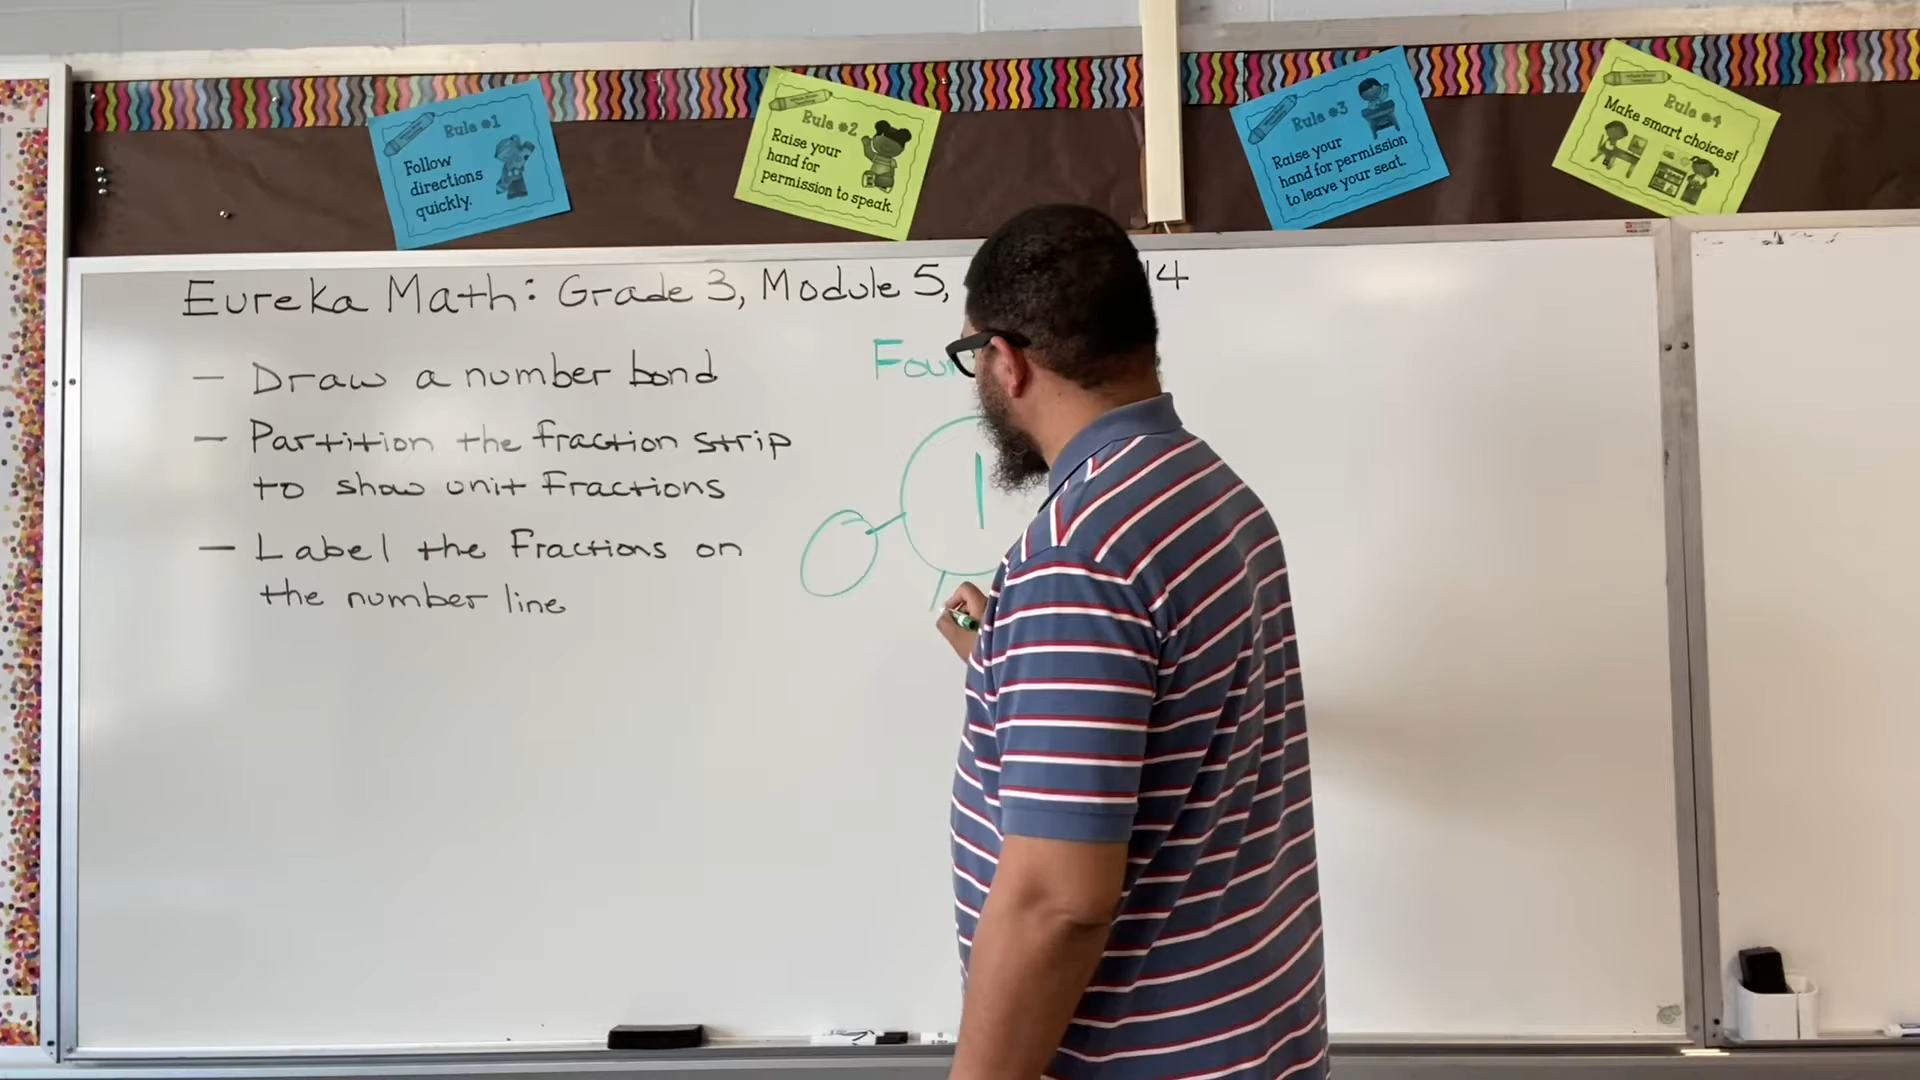 Rule #1
Follow
directions
quickly.
Rule #2
Raise your
hand for
permission to speak.
Rule #3
Raise your
hand for permission
to leave your seat.
Rule #4
Make smart choices!
Eureka Math: Grade 3, Module 5, 14
- Draw a number bond
- Partition the fraction strip
to show unit Fractions
- Label the Fractions on
the number line
Fou
1